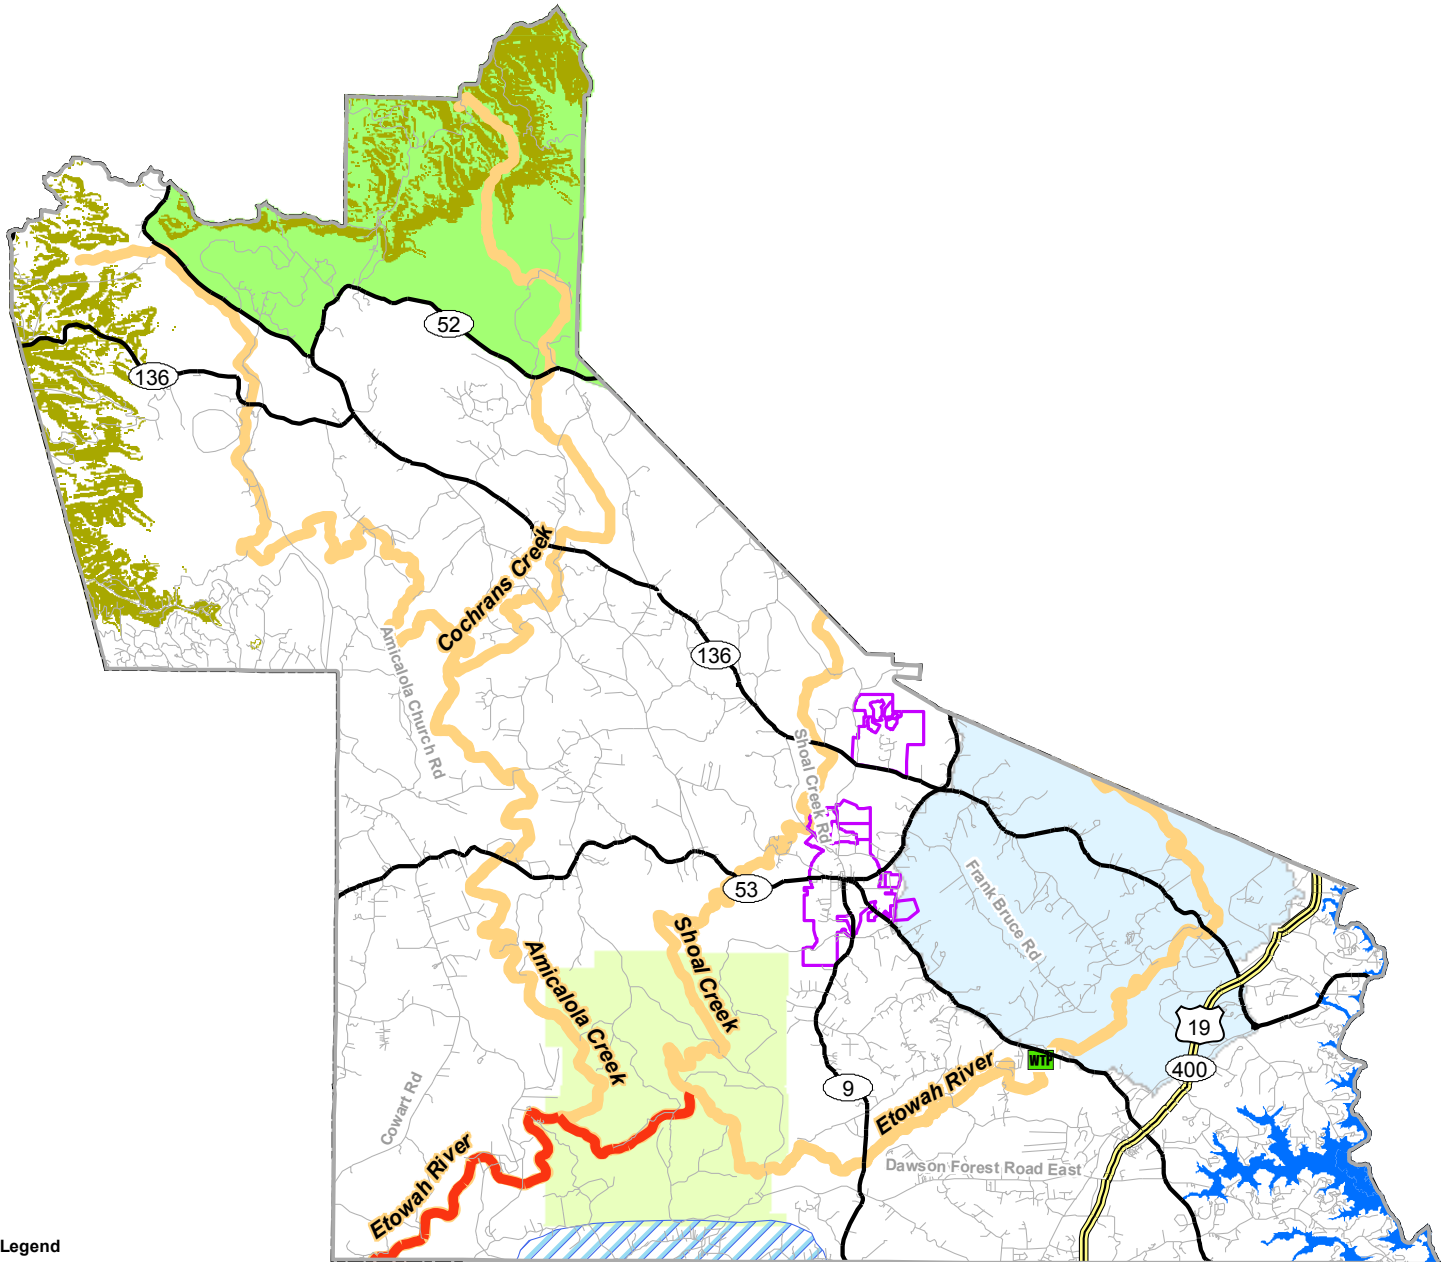 52
136
Cochrans Creek
Amicalola Church Rd
136
Shoal Creek Rd
53
Frank Bruce Rd
Shoal Creek
Amicalola Creek
19
400
WTP
Etowah River
9
Cowart Rd
Dawson Forest Road East
Etowah River
Legend